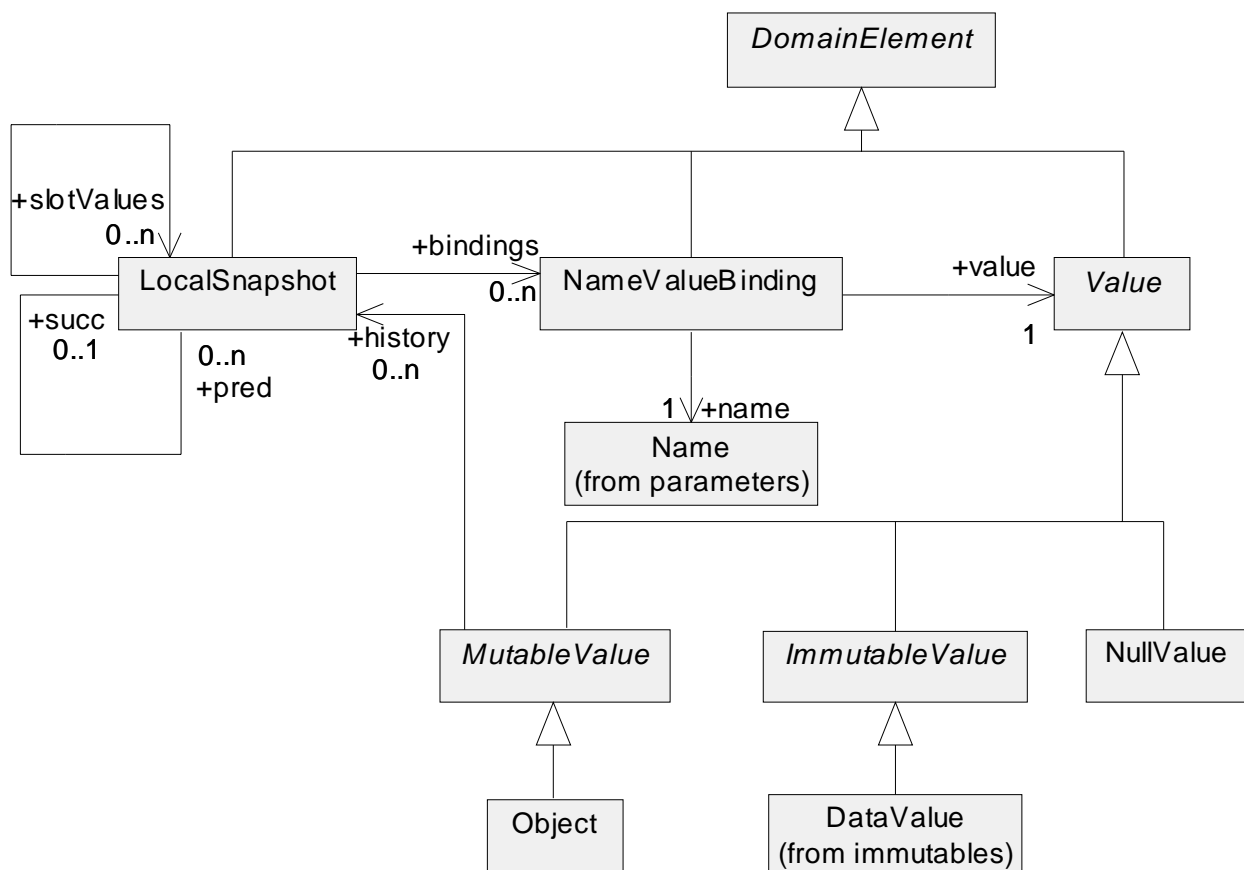 DomainElement
+slotValues
0..n
+bindings
+value
LocalSnapshot
NameValueBinding
Value
0..n
+succ
+history
1
0..1
0..n
0..n
+pred
1
+name
Name
(from parameters)
MutableValue
ImmutableValue
NullValue
Object
DataValue
(from immutables)